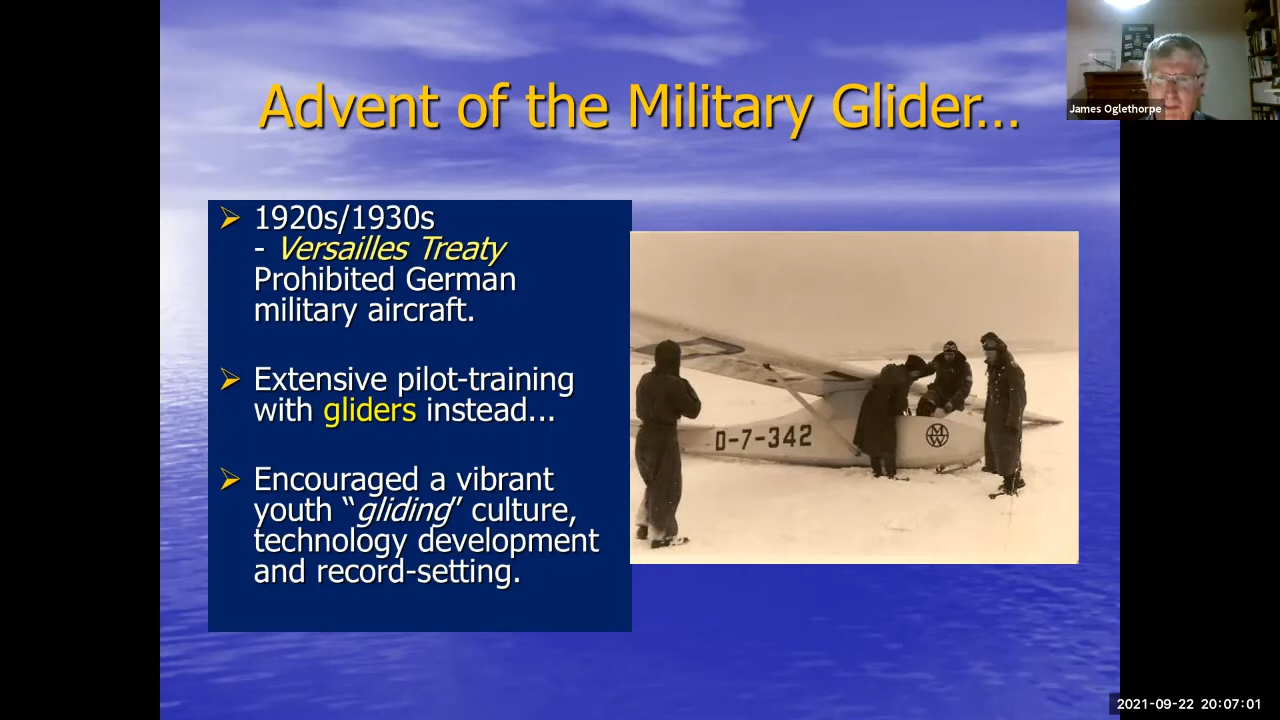 Advent of the Military Glider...
James Oglethorpe
1920s/1930s
- Versailles Treaty
Prohibited German
military aircraft.
Extensive pilot-training
with gliders instead...
Encouraged a vibrant
youth “gliding” culture,
technology development
and record-setting.
D-7-342
MW
2021-09-22 20:07:01